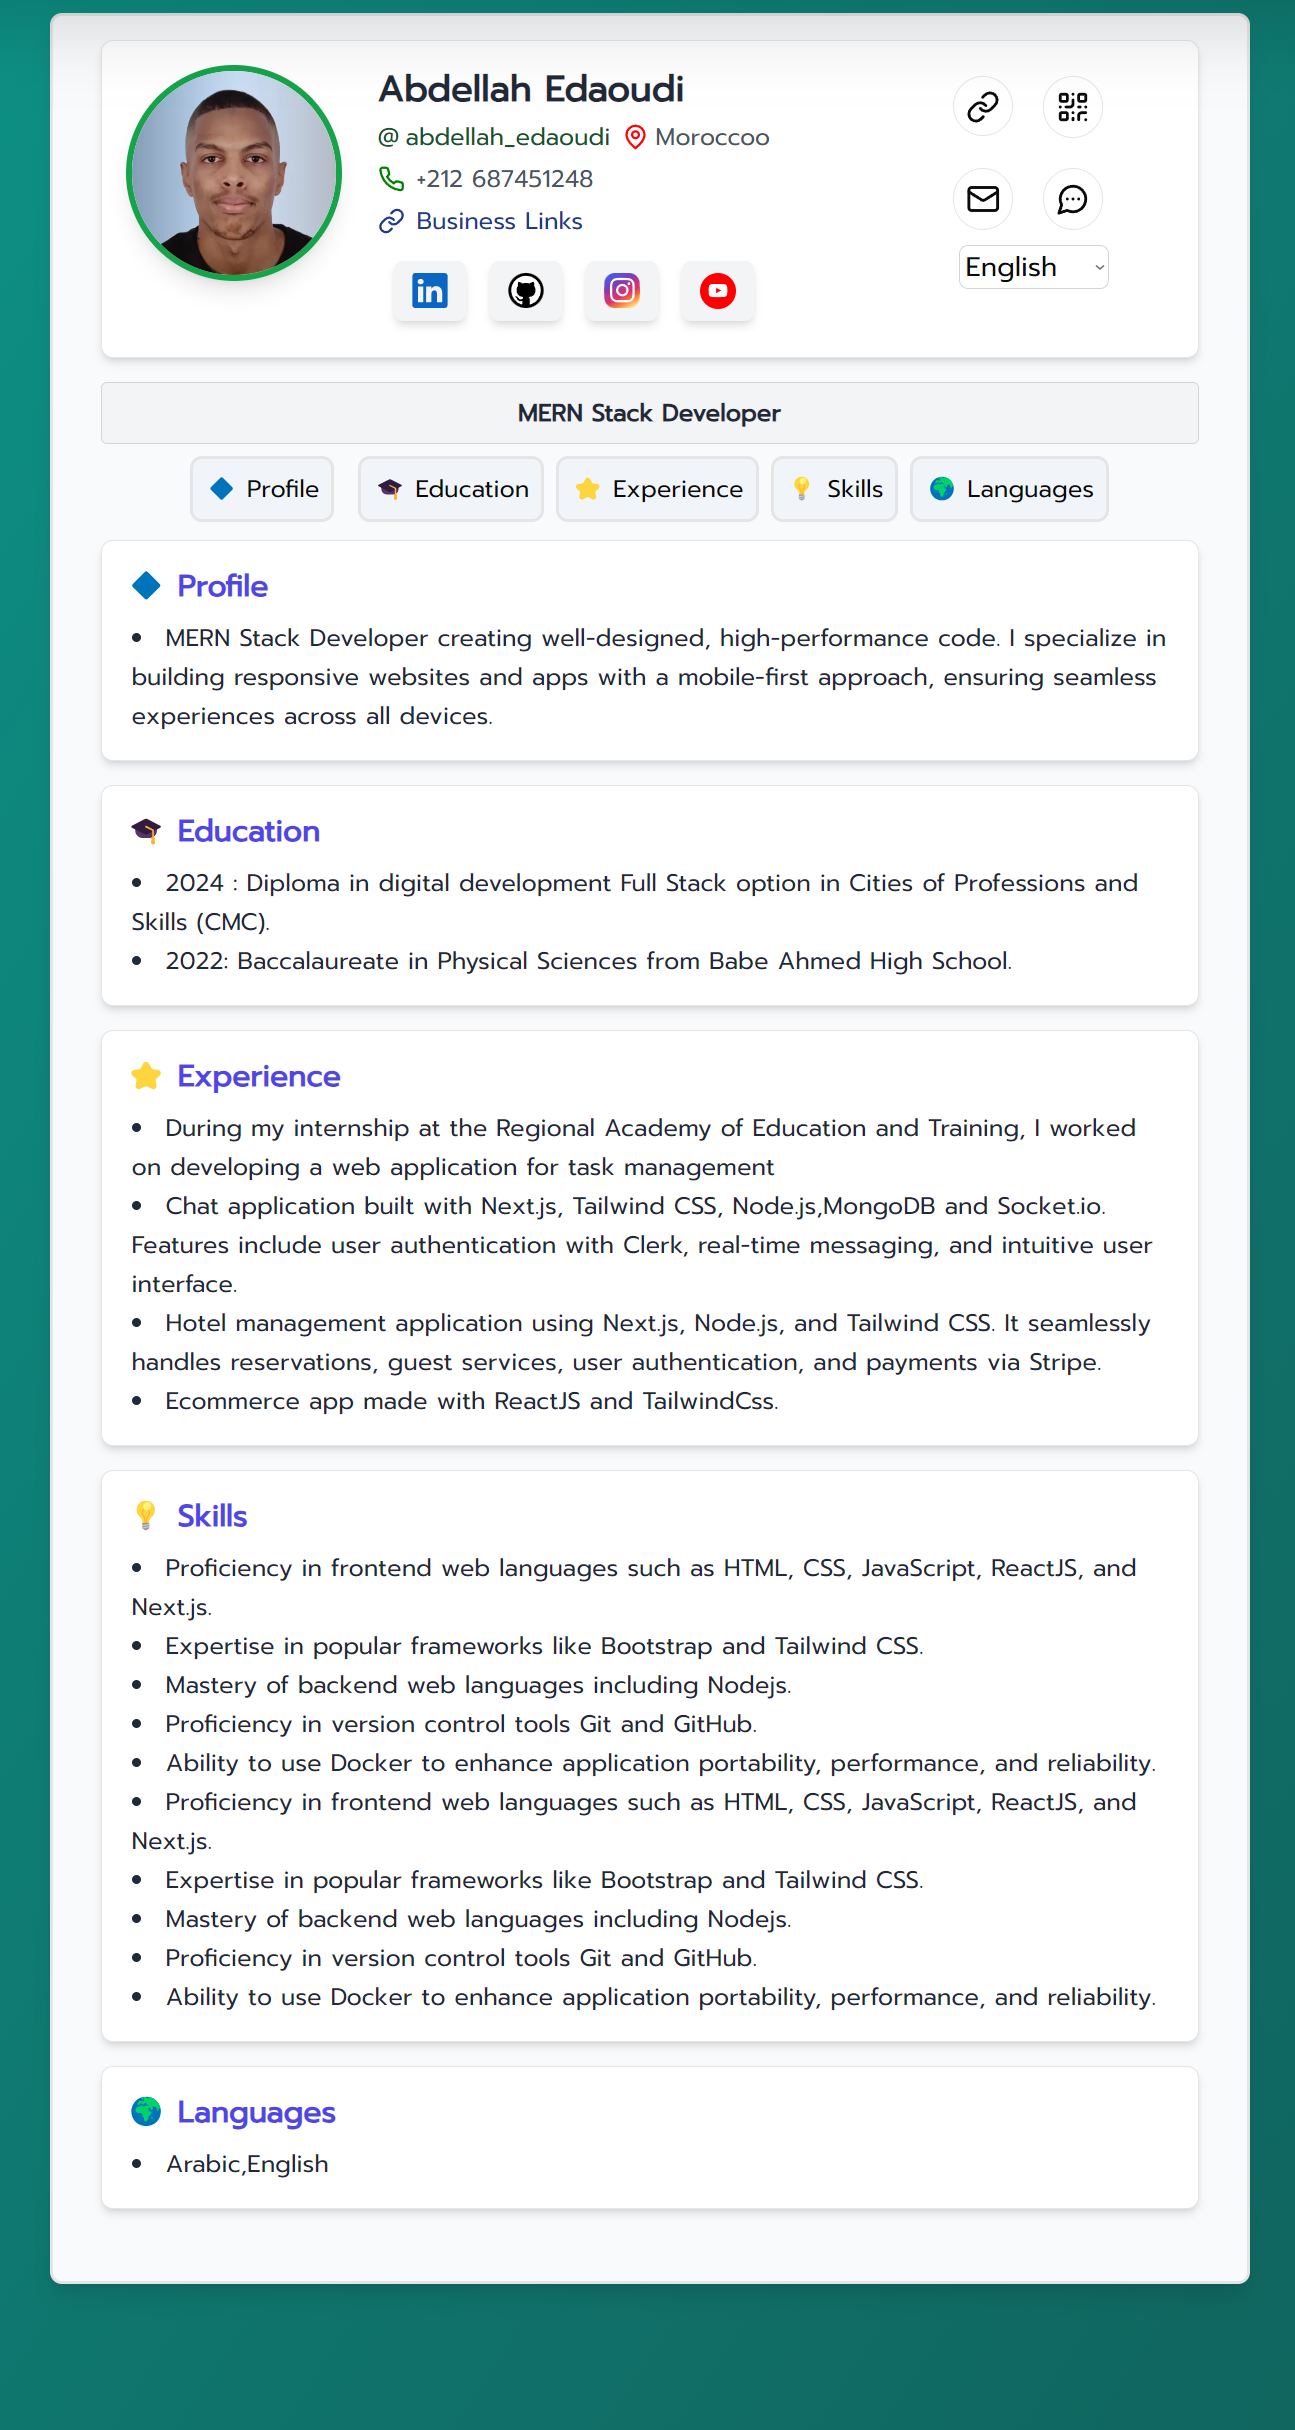 Abdellah Edaoudi
@ abdellah_edaoudi Moroccoo
+212 687451248
Business Links
in
English
MERN Stack Developer
Profile Education Experience Skills Languages
Profile
• MERN Stack Developer creating well-designed, high-performance code. I specialize in
building responsive websites and apps with a mobile-first approach, ensuring seamless
experiences across all devices.
Education
• 2024 : Diploma in digital development Full Stack option in Cities of Professions and
Skills (CMC).
• 2022: Baccalaureate in Physical Sciences from Babe Ahmed High School.
Experience
• During my internship at the Regional Academy of Education and Training, I worked
on developing a web application for task management
• Chat application built with Next.js, Tailwind CSS, Node.js,MongoDB and Socket.io.
Features include user authentication with Clerk, real-time messaging, and intuitive user
interface.
• Hotel management application using Next.js, Node.js, and Tailwind CSS. It seamlessly
handles reservations, guest services, user authentication, and payments via Stripe.
• Ecommerce app made with ReactJS and TailwindCss.
Skills
• Proficiency in frontend web languages such as HTML, CSS, JavaScript, ReactJS, and
Next.js.
• Expertise in popular frameworks like Bootstrap and Tailwind CSS.
• Mastery of backend web languages including Nodejs.
• Proficiency in version control tools Git and GitHub.
• Ability to use Docker to enhance application portability, performance, and reliability.
• Proficiency in frontend web languages such as HTML, CSS, JavaScript, ReactJS, and
Next.js.
• Expertise in popular frameworks like Bootstrap and Tailwind CSS.
• Mastery of backend web languages including Nodejs.
• Proficiency in version control tools Git and GitHub.
• Ability to use Docker to enhance application portability, performance, and reliability.
Languages
• Arabic,English